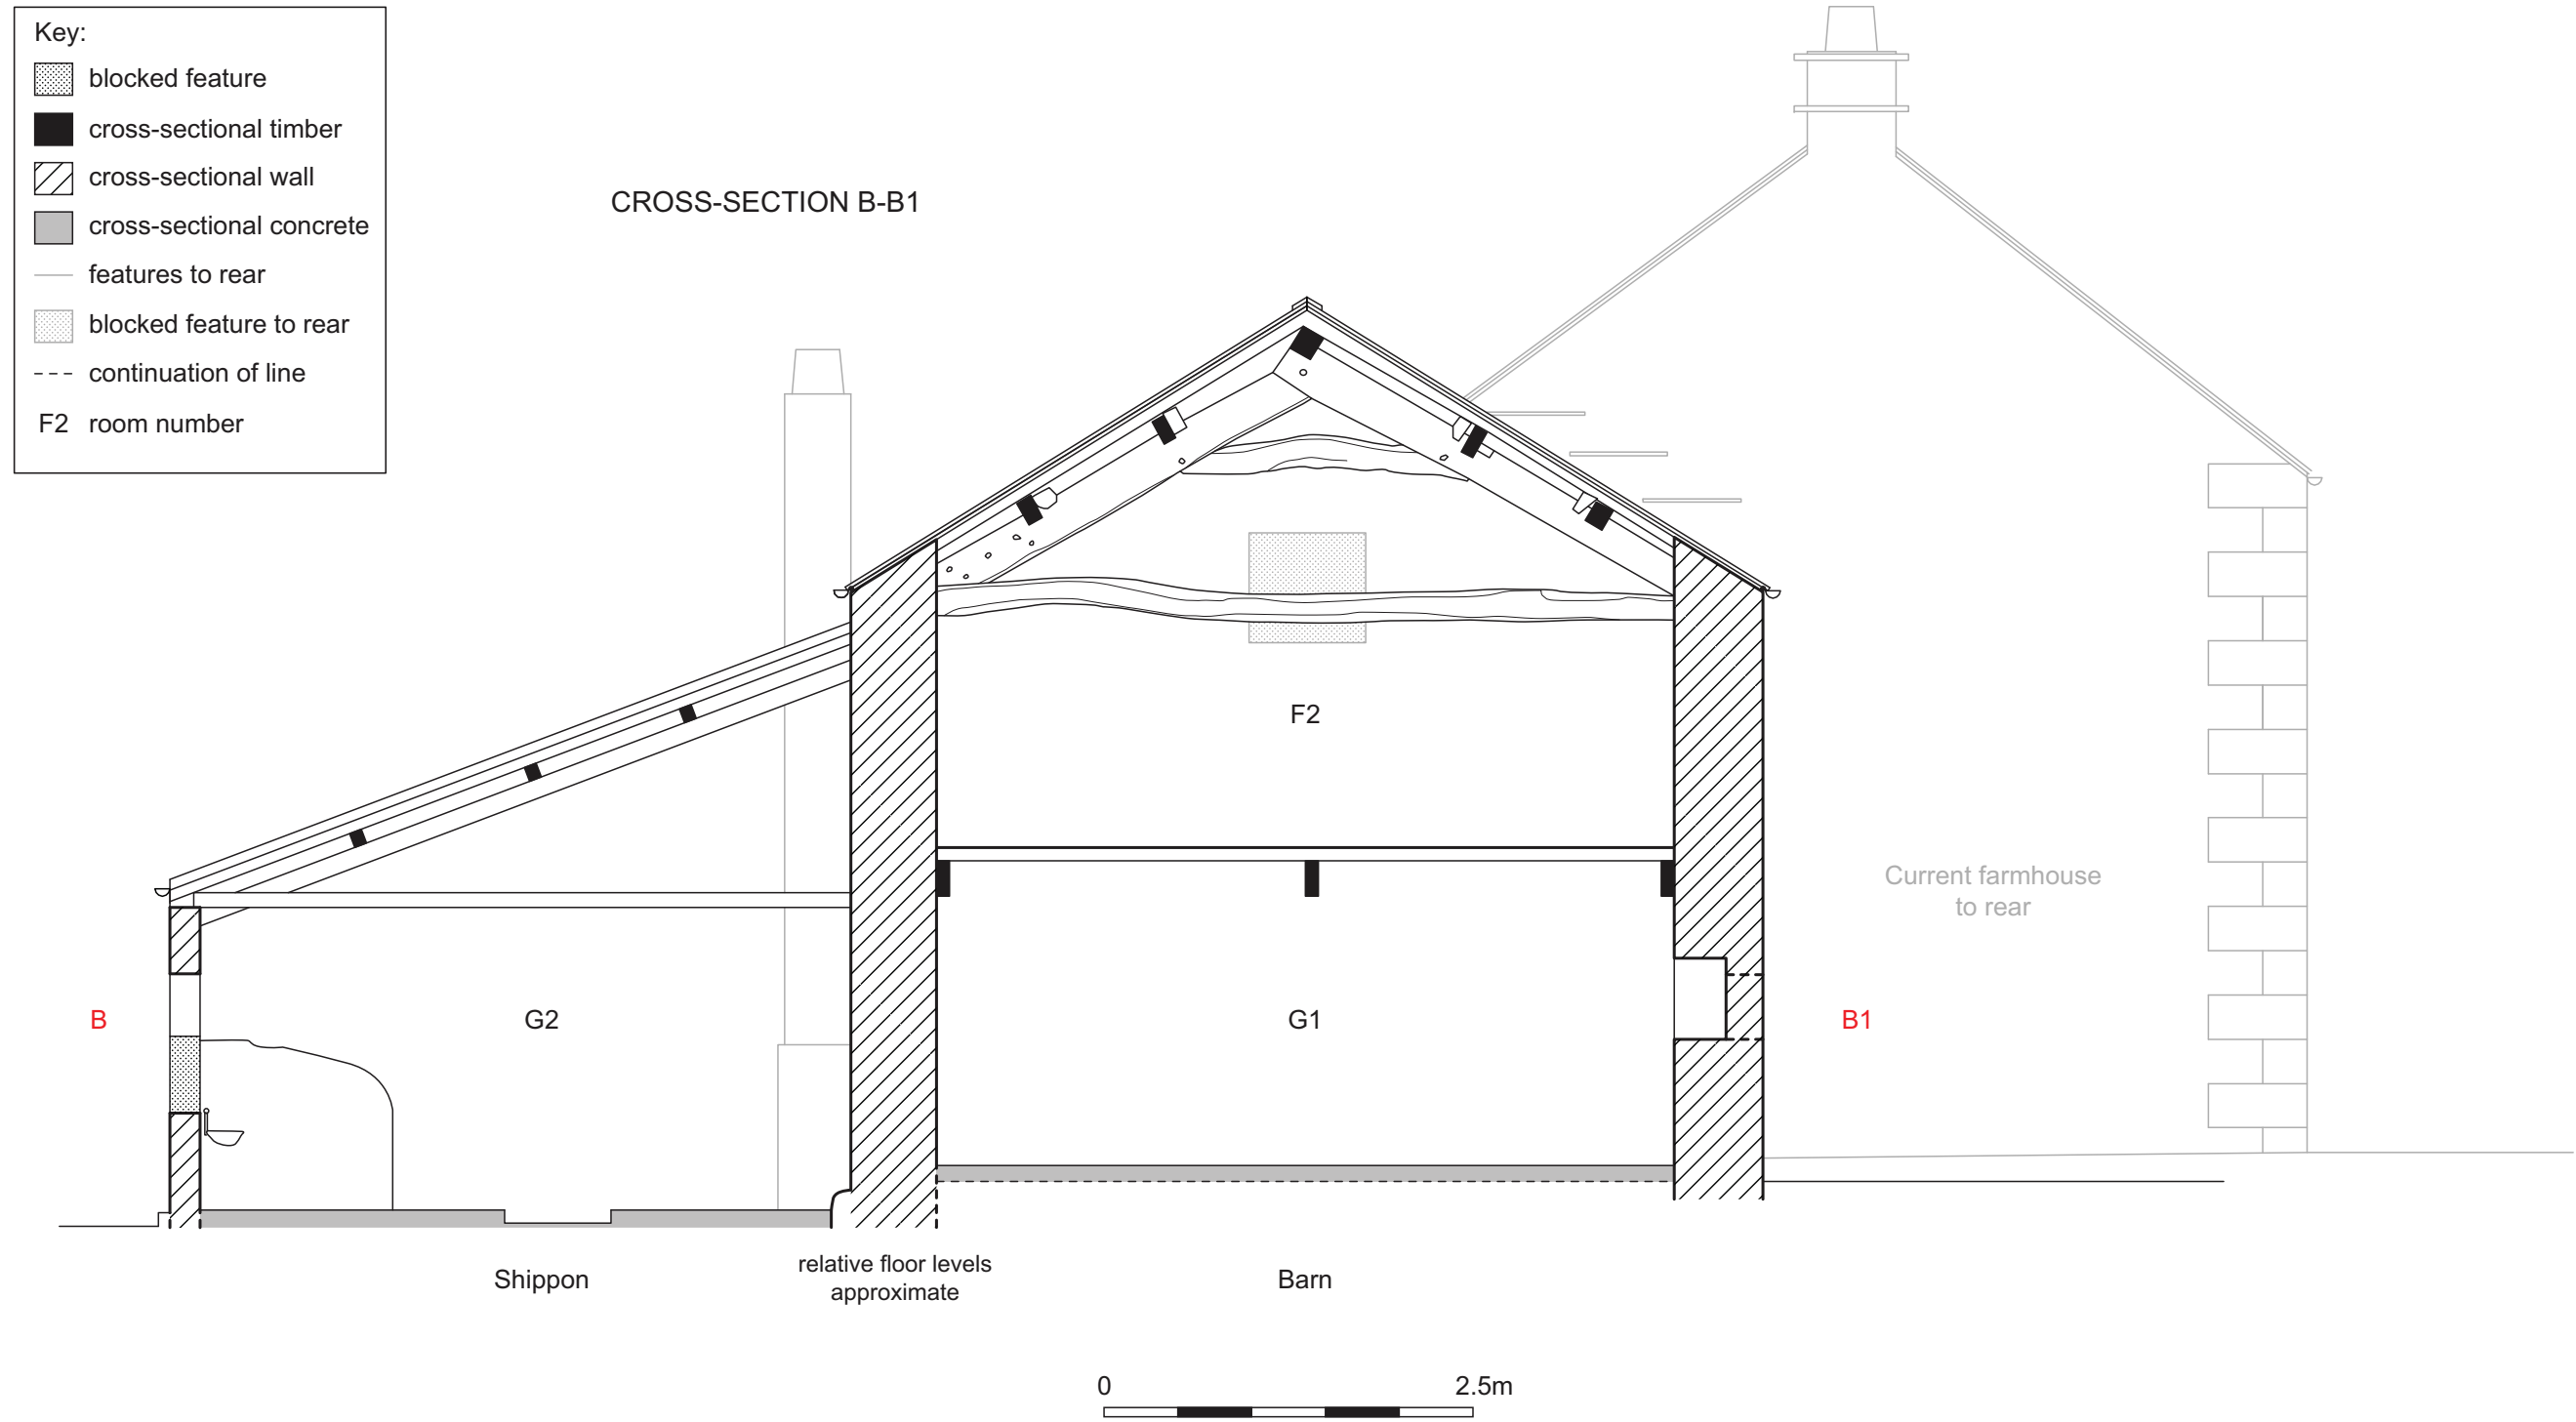 Key:
blocked feature
cross-sectional timber
cross-sectional wall
cross-sectional concrete
features to rear
blocked feature to rear
continuation of line
F2 room number
CROSS-SECTION B-B1
F2
Current farmhouse
to rear
B
G2
G1
B1
Shippon
relative floor levels
approximate
Barn
0 2.5m